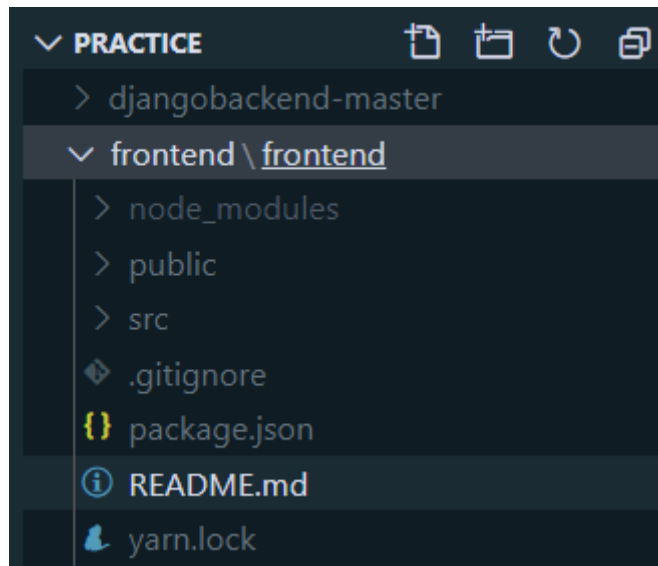 PRACTICE
djangobackend-master
frontend \ frontend
node_modules
public
src
.gitignore
{} package.json
README.md
yarn.lock